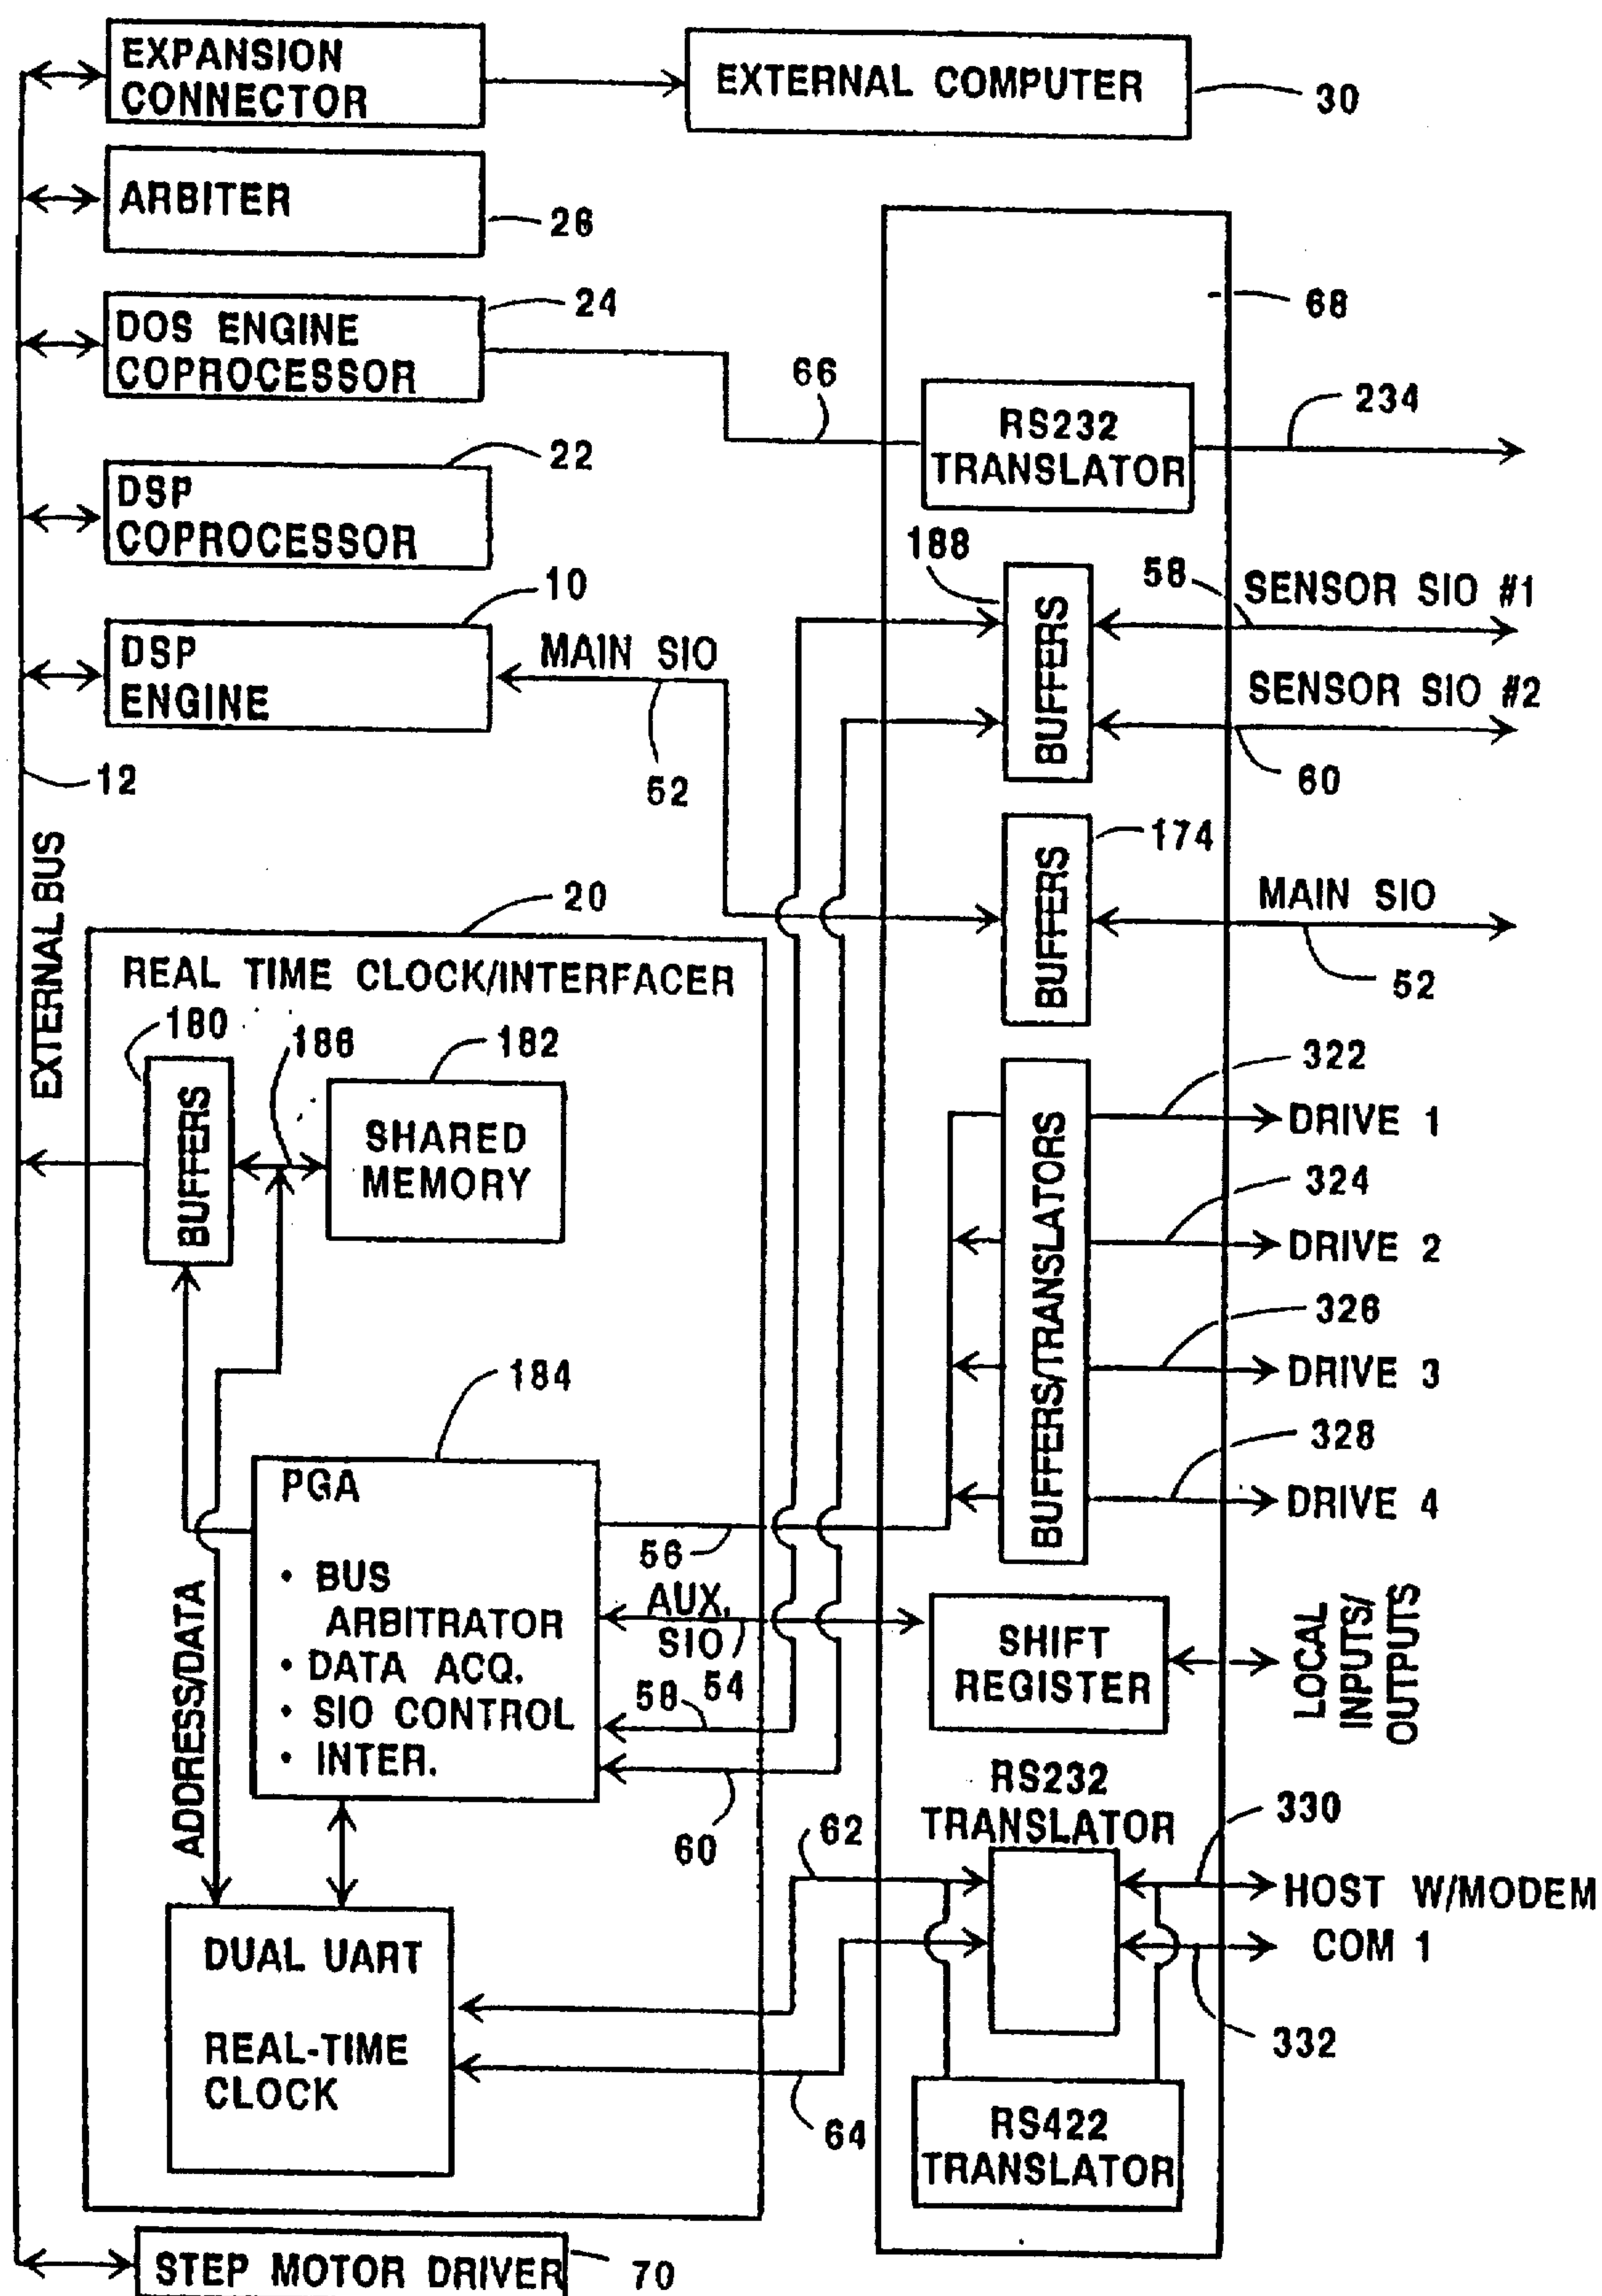 EXPANSION
CONNECTOR
EXTERNAL COMPUTER
30
ARBITER
26
68
DOS ENGINE
COPROCESSOR
24
66
RS232
TRANSLATOR
234
DSP
COPROCESSOR
22
188
BUFFERS
58
SENSOR SIO #1
SENSOR SIO #2
60
DSP
ENGINE
10
MAIN SIO
52
12
EXTERNAL BUS
BUFFERS
174
MAIN SIO
52
20
REAL TIME CLOCK/INTERFACER
180
186
182
BUFFERS
SHARED
MEMORY
BUFFERS/TRANSLATORS
322
DRIVE 1
324
DRIVE 2
326
DRIVE 3
328
DRIVE 4
184
PGA
• BUS
ARBITRATOR
• DATA ACQ.
• SIO CONTROL
• INTER.
56
AUX.
SIO
54
58
60
ADDRESS/DATA
SHIFT
REGISTER
LOCAL
INPUTS/
OUTPUTS
RS232
TRANSLATOR
62
330
HOST W/MODEM
COM 1
332
DUAL UART
REAL-TIME
CLOCK
64
RS422
TRANSLATOR
STEP MOTOR DRIVER
70